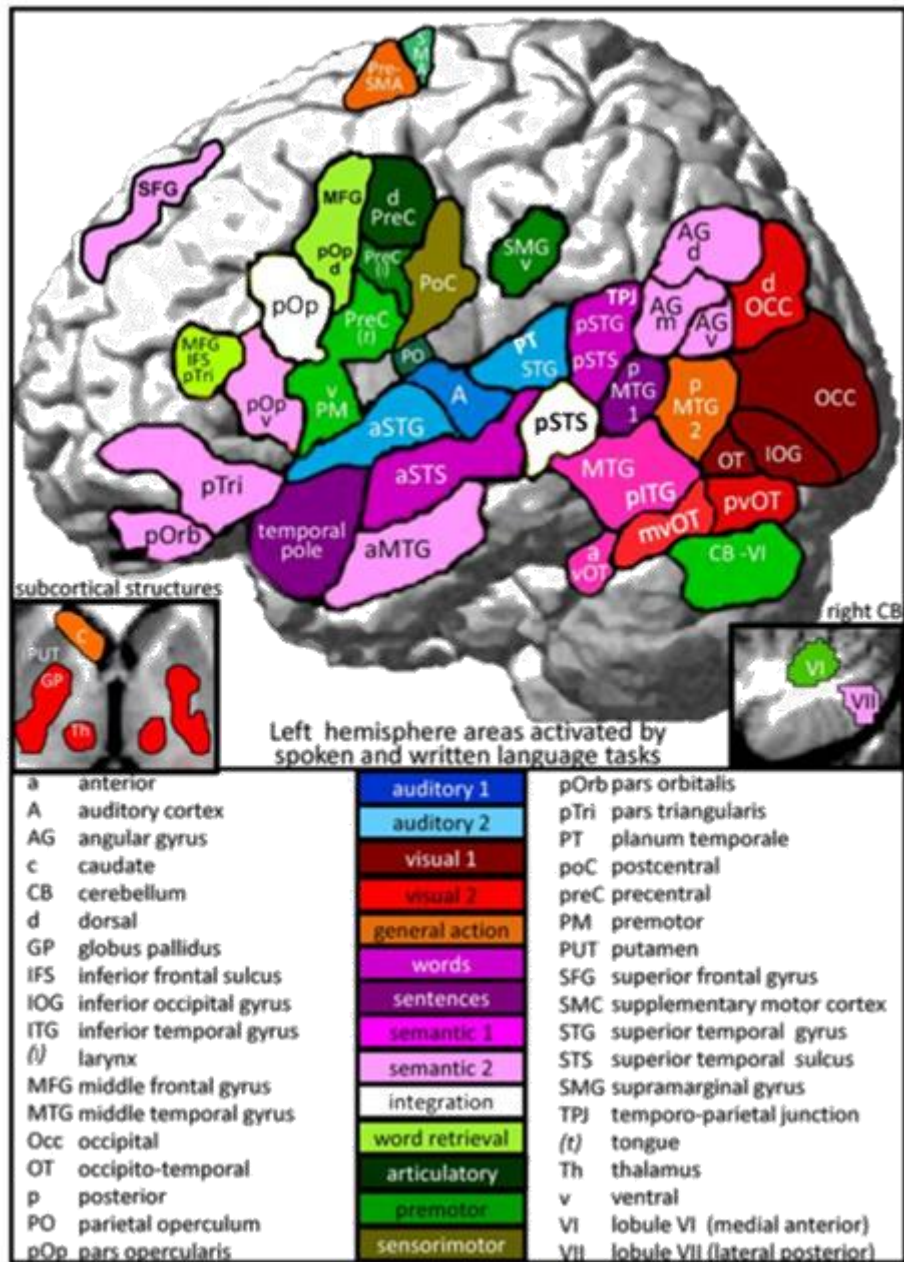 SMA
Pre-
SMA
SFG
MFG
d
PreC
pOp
d
PreC
(l)
PoC
SMG
v
AG
d
d
OCC
pOp
PreC
(t)
TPJ
pSTG
pSTS
AG
m
AG
v
MFG
IFS
pTri
PO
PT
STG
p
MTG
1
p
MTG
2
OCC
pOp
v
v
PM
A
aSTG
pSTS
OT
IOG
aSTS
MTG
pITG
pTri
pvOT
mvOT
pOrb
temporal
pole
aMTG
a
vOT
CB -VI
subcortical structures
right CB
C
PUT
GP
Th
VI
VII
Left hemisphere areas activated by
spoken and written language tasks
a anterior
A auditory cortex
AG angular gyrus
c caudate
CB cerebellum
d dorsal
GP globus pallidus
IFS inferior frontal sulcus
IOG inferior occipital gyrus
ITG inferior temporal gyrus
(l) larynx
MFG middle frontal gyrus
MTG middle temporal gyrus
Occ occipital
OT occipito-temporal
p posterior
PO parietal operculum
pOp pars opercularis
auditory 1
auditory 2
visual 1
visual 2
general action
words
sentences
semantic 1
semantic 2
integration
word retrieval
articulatory
premotor
sensorimotor
pOrb pars orbitalis
pTri pars triangularis
PT planum temporale
poC postcentral
preC precentral
PM premotor
PUT putamen
SFG superior frontal gyrus
SMC supplementary motor cortex
STG superior temporal gyrus
STS superior temporal sulcus
SMG supramarginal gyrus
TPJ temporo-parietal junction
(t) tongue
Th thalamus
v ventral
VI lobule VI (medial anterior)
VII lobule VII (lateral posterior)